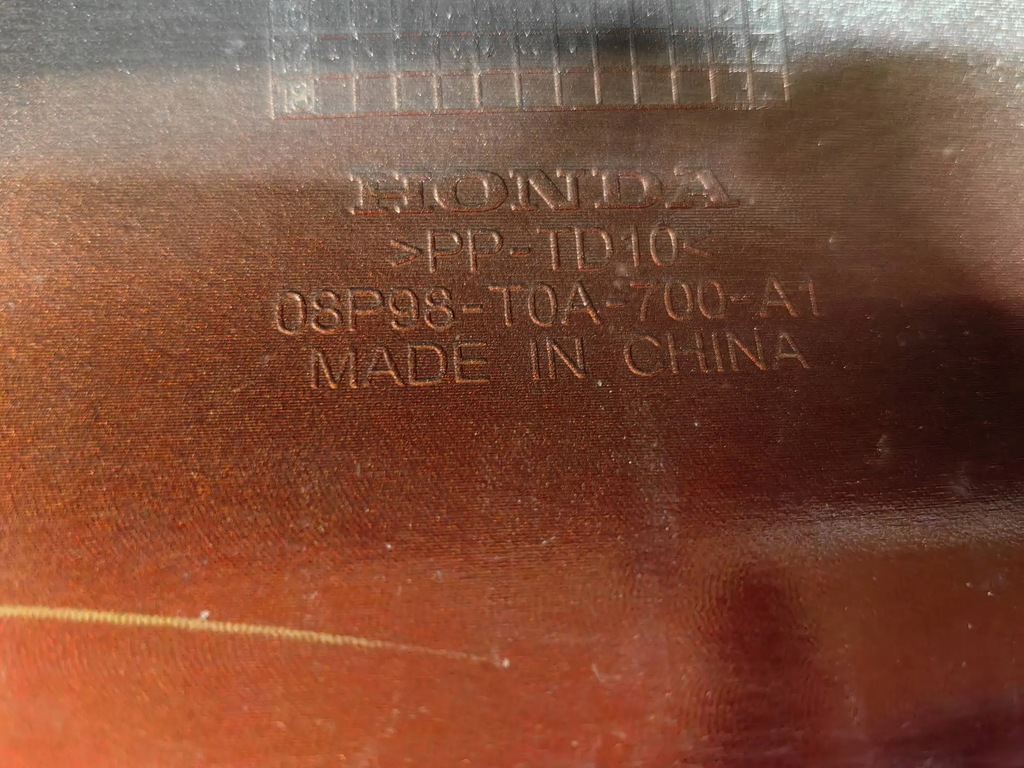 HONDA
>PP-TD10<
08P98-T0A-700-A1
MADE IN CHINA